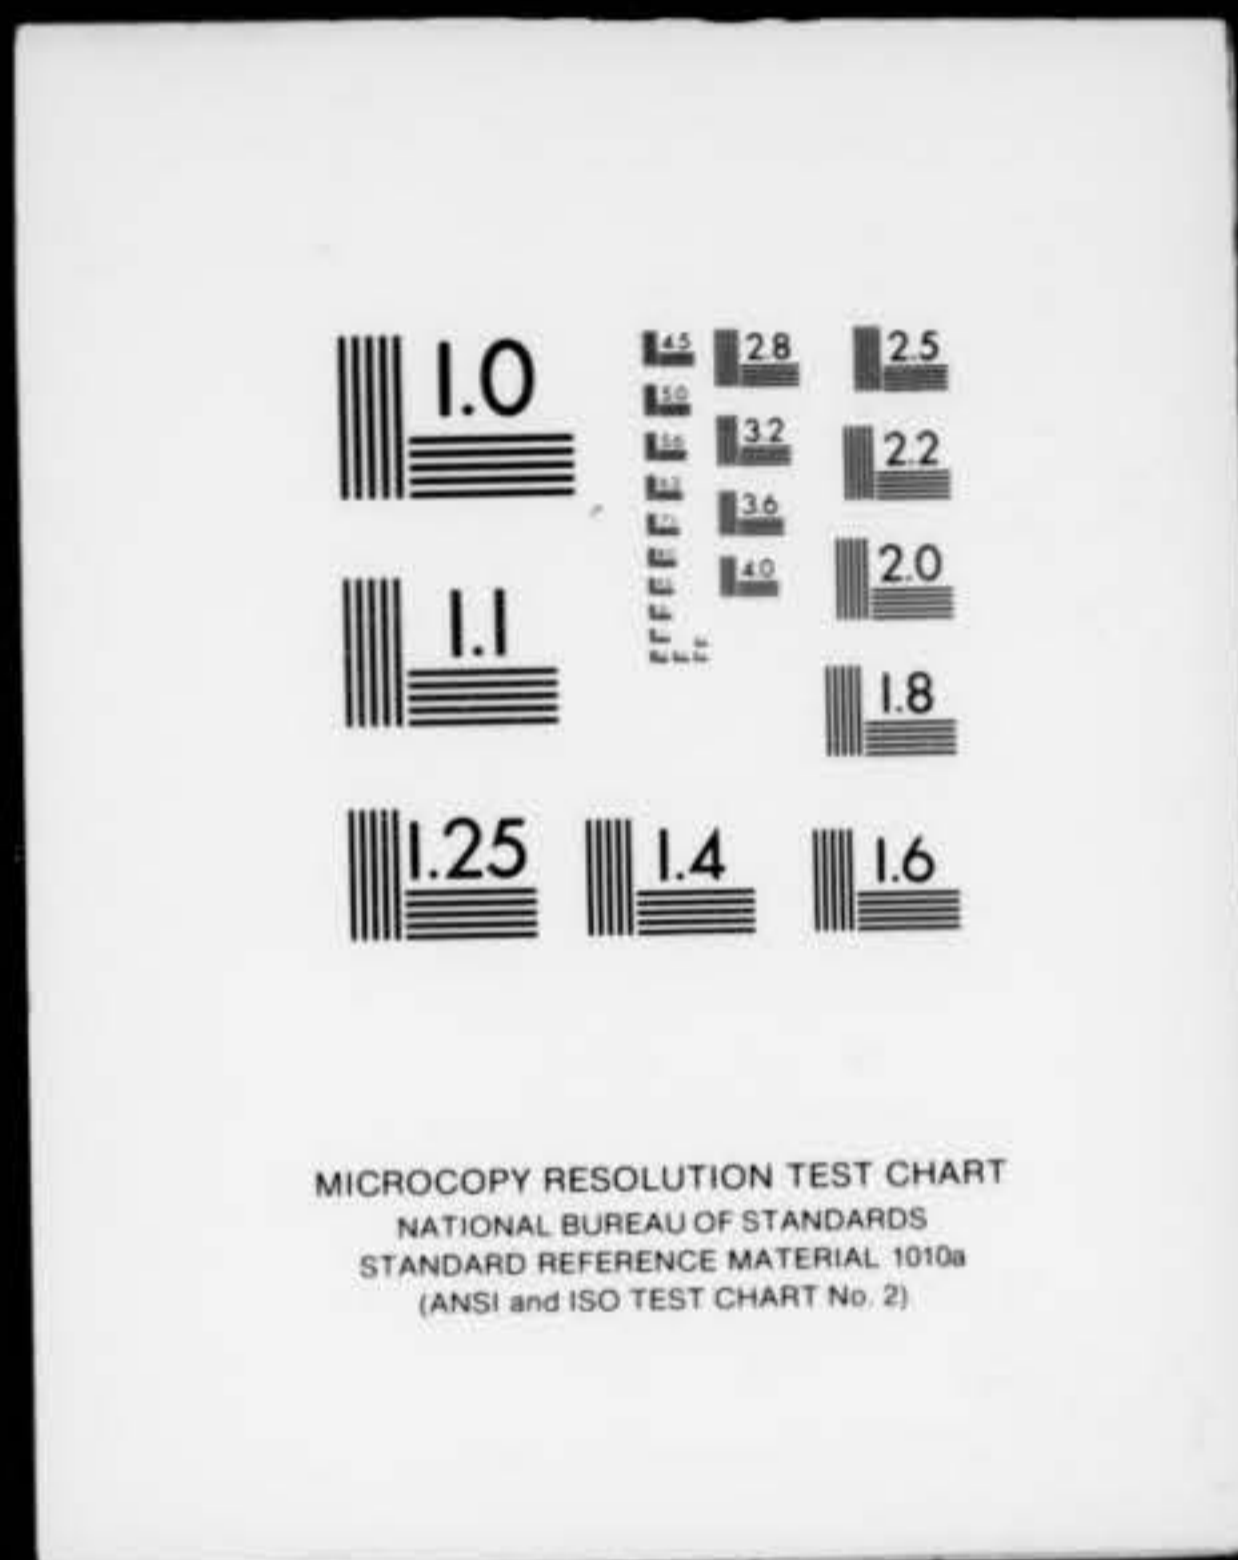 1.0
4.5 2.8 2.5
5.0
5.6 3.2 2.2
3.6
4.0 2.0
1.1
1.8
1.25 1.4 1.6
MICROCOPY RESOLUTION TEST CHART
NATIONAL BUREAU OF STANDARDS
STANDARD REFERENCE MATERIAL 1010a
(ANSI and ISO TEST CHART No. 2)